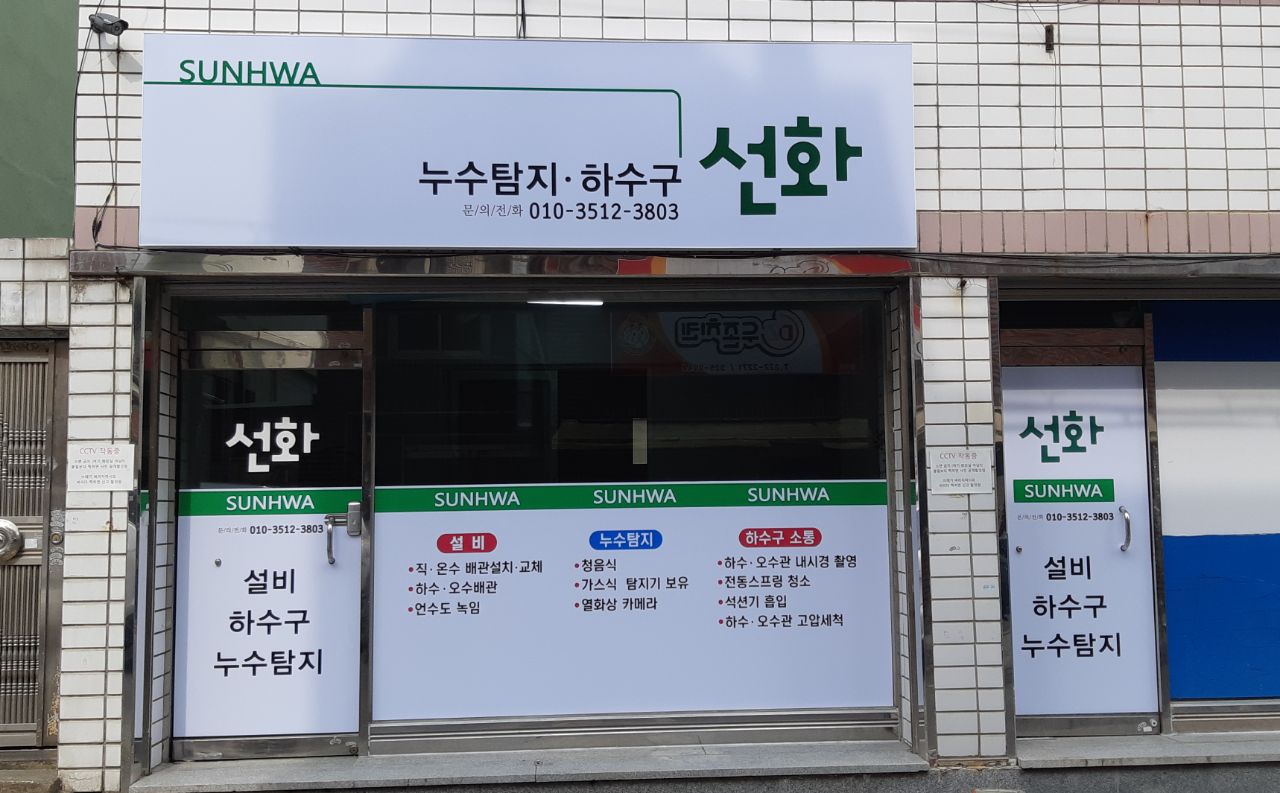 SUNHWA
누수탐지·하수구
선화
문/의/전/화 010-3512-3803
선화
SUNHWA
문/의/전/화 010-3512-3803
설비
하수구
누수탐지
SUNHWA SUNHWA SUNHWA
설 비
•직·온수 배관설치·교체
•하수·오수배관
•언수도 녹임
누수탐지
•청음식
•가스식 탐지기 보유
•열화상 카메라
하수구 소통
•하수·오수관 내시경 촬영
•전동스프링 청소
•석션기 흡입
•하수·오수관 고압세척
선화
SUNHWA
문/의/전/화 010-3512-3803
설비
하수구
누수탐지
CCTV 작동중
CCTV 작동중